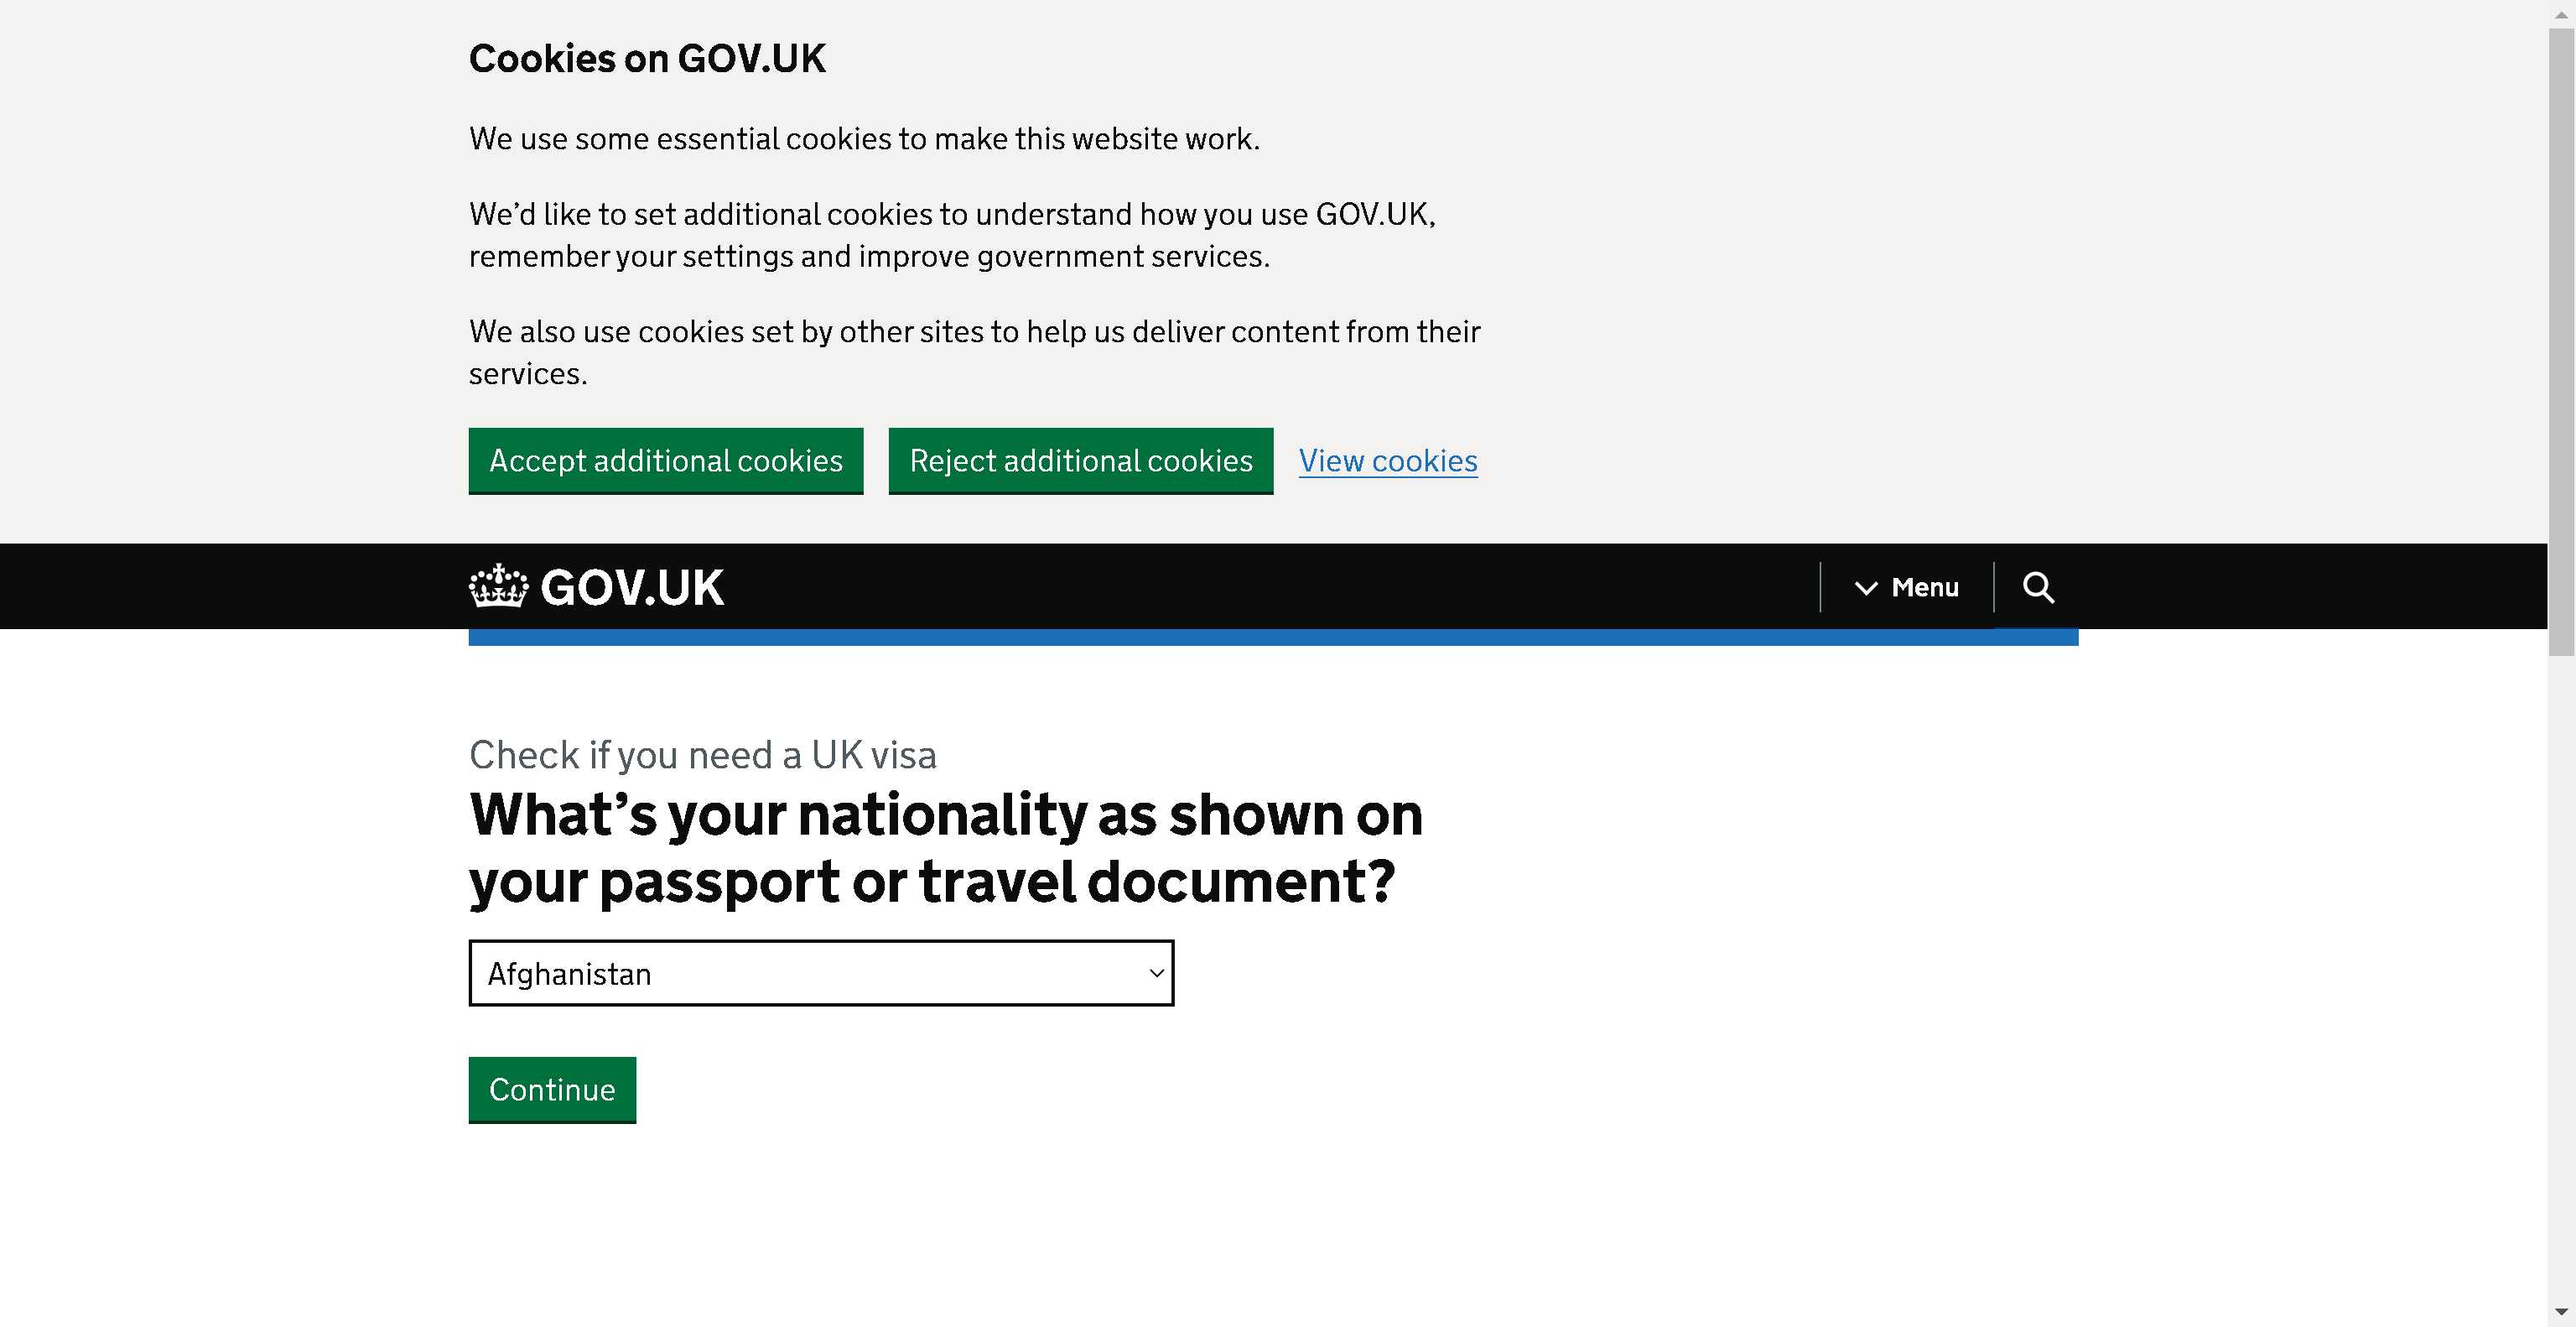 Cookies on GOV.UK
We use some essential cookies to make this website work.
We’d like to set additional cookies to understand how you use GOV.UK,
remember your settings and improve government services.
We also use cookies set by other sites to help us deliver content from their
services.
Accept additional cookies
Reject additional cookies
View cookies
GOV.UK
Menu
Check if you need a UK visa
What’s your nationality as shown on
your passport or travel document?
Afghanistan
Continue